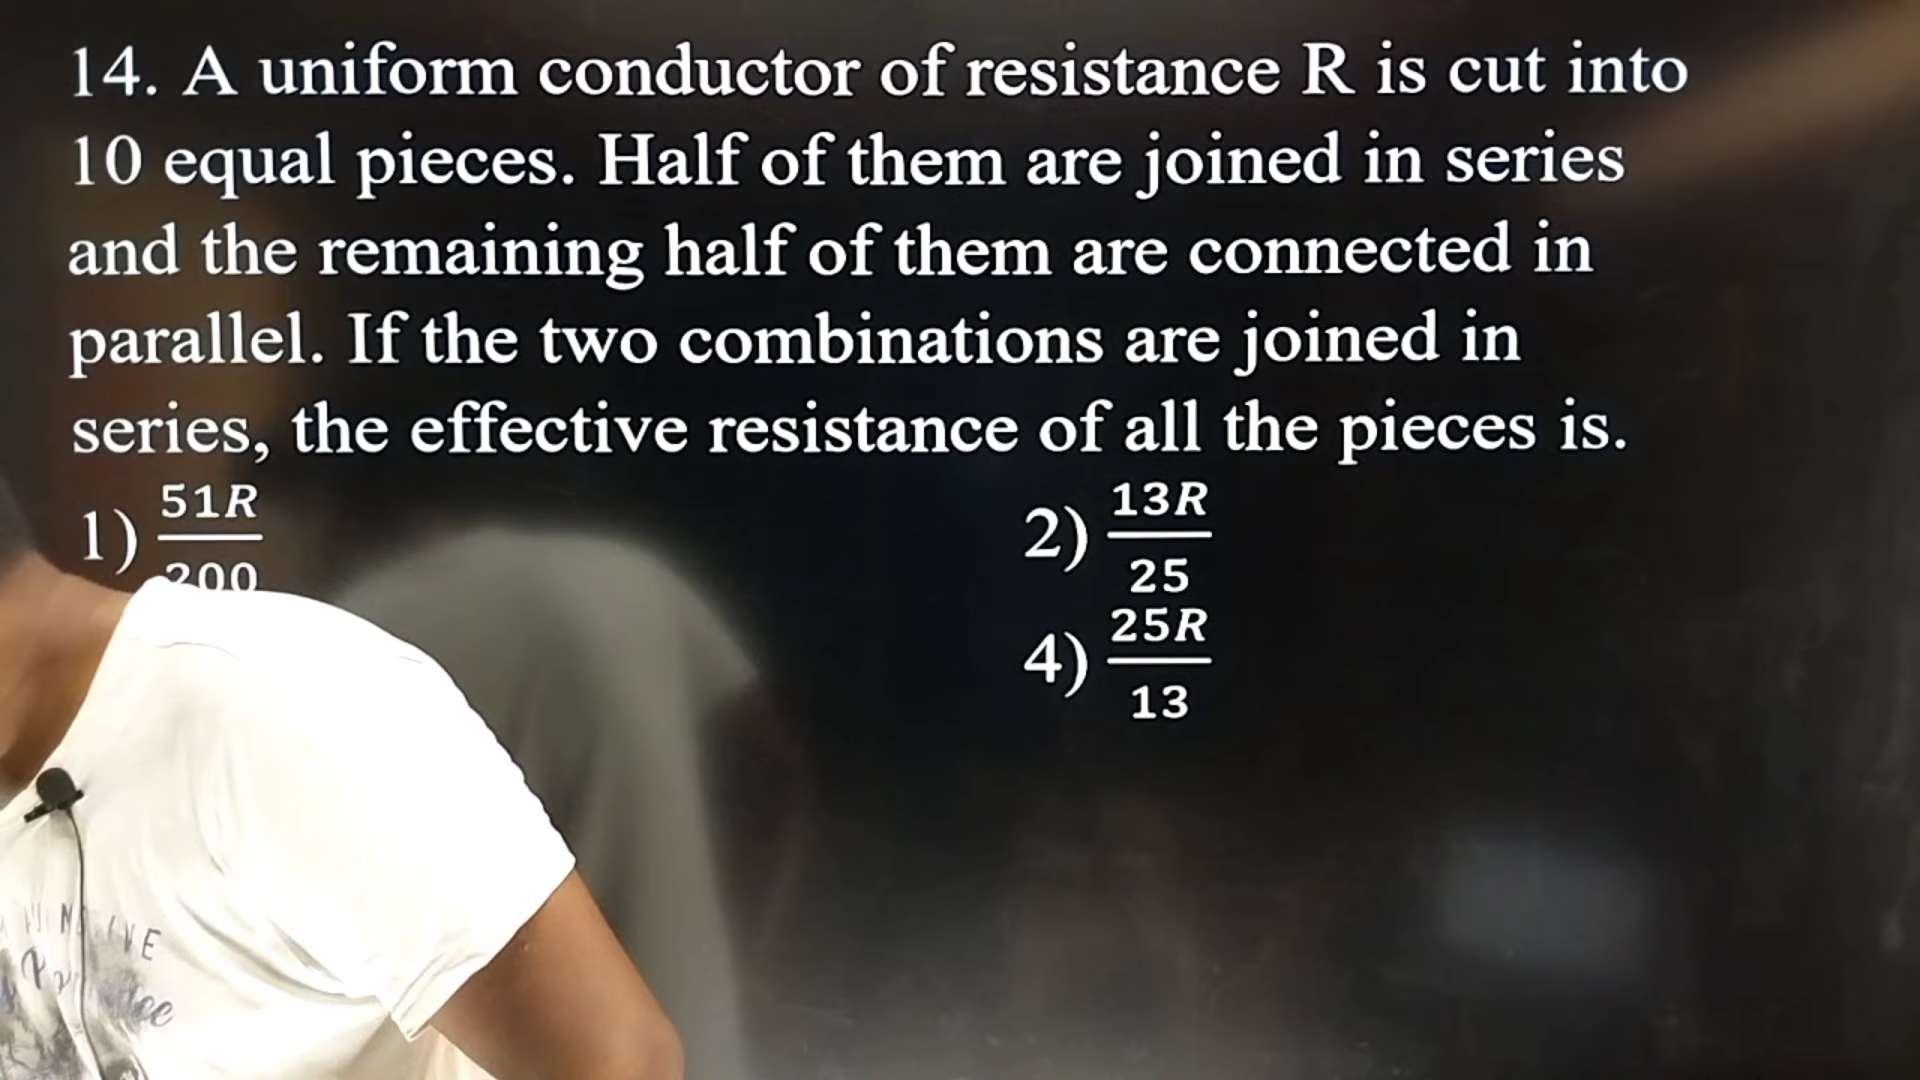 14. A uniform conductor of resistance R is cut into
10 equal pieces. Half of them are joined in series
and the remaining half of them are connected in
parallel. If the two combinations are joined in
series, the effective resistance of all the pieces is.
1) 51R/200
2) 13R/25
4) 25R/13